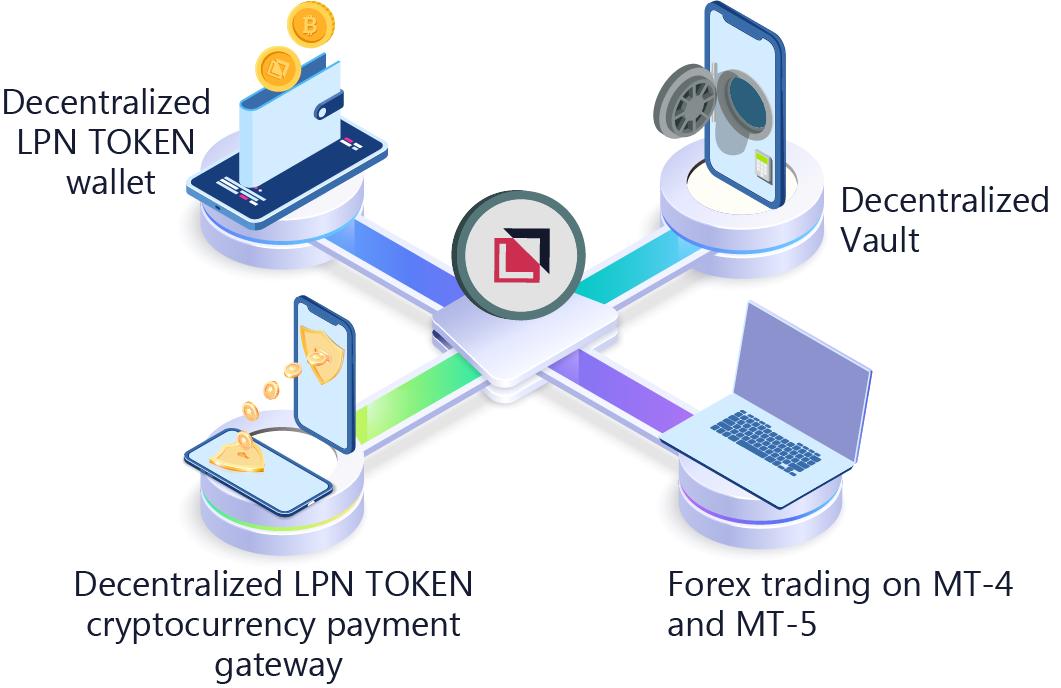 Decentralized
LPN TOKEN
wallet
Decentralized
Vault
Decentralized LPN TOKEN
cryptocurrency payment
gateway
Forex trading on MT-4
and MT-5